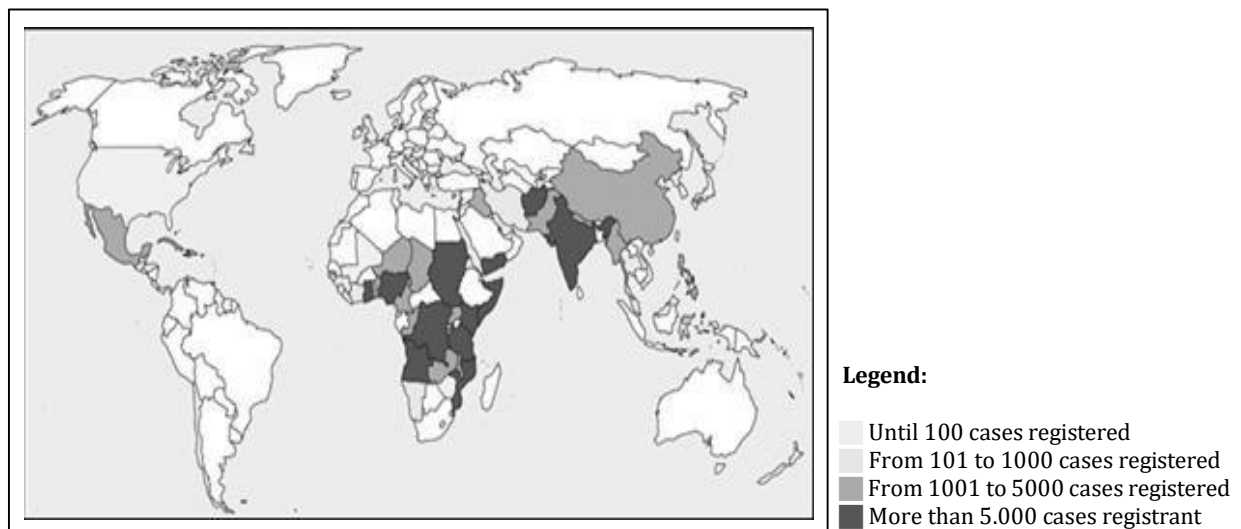 Legend:
Until 100 cases registered
From 101 to 1000 cases registered
From 1001 to 5000 cases registered
More than 5.000 cases registrant